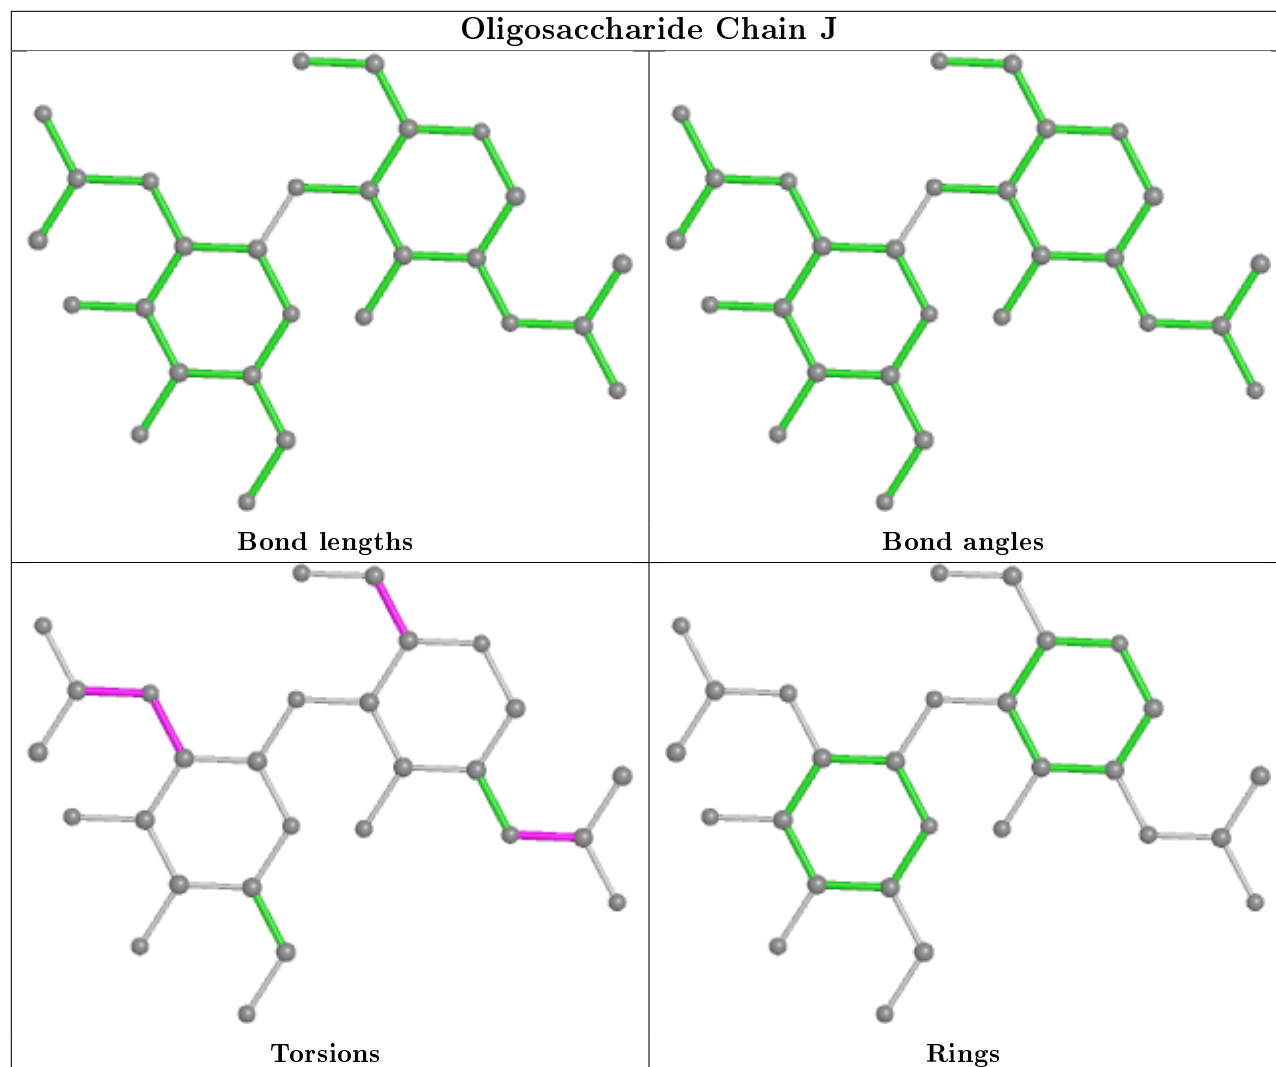 Oligosaccharide Chain J
Bond lengths
Bond angles
Torsions
Rings